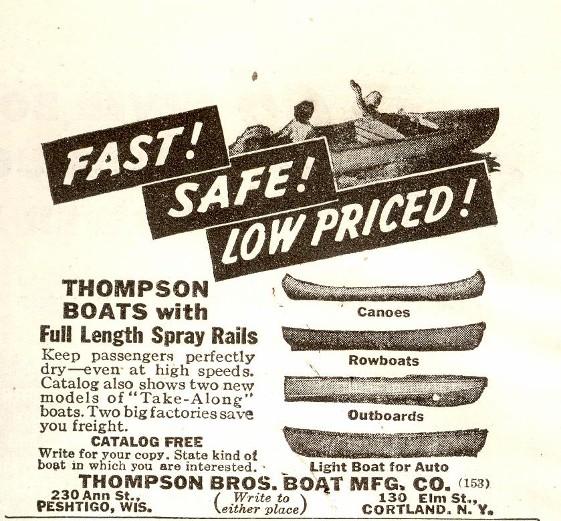 FAST!
SAFE!
LOW PRICED!
THOMPSON
BOATS with
Full Length Spray Rails
Keep passengers perfectly
dry—even at high speeds.
Catalog also shows two new
models of "Take-Along"
boats. Two big factories save
you freight.
CATALOG FREE
Write for your copy. State kind of
boat in which you are interested.
Canoes
Rowboats
Outboards
Light Boat for Auto
THOMPSON BROS. BOAT MFG. CO. (153)
230 Ann St.,
PESHTIGO, WIS.
(Write to
either place)
130 Elm St.,
CORTLAND, N. Y.